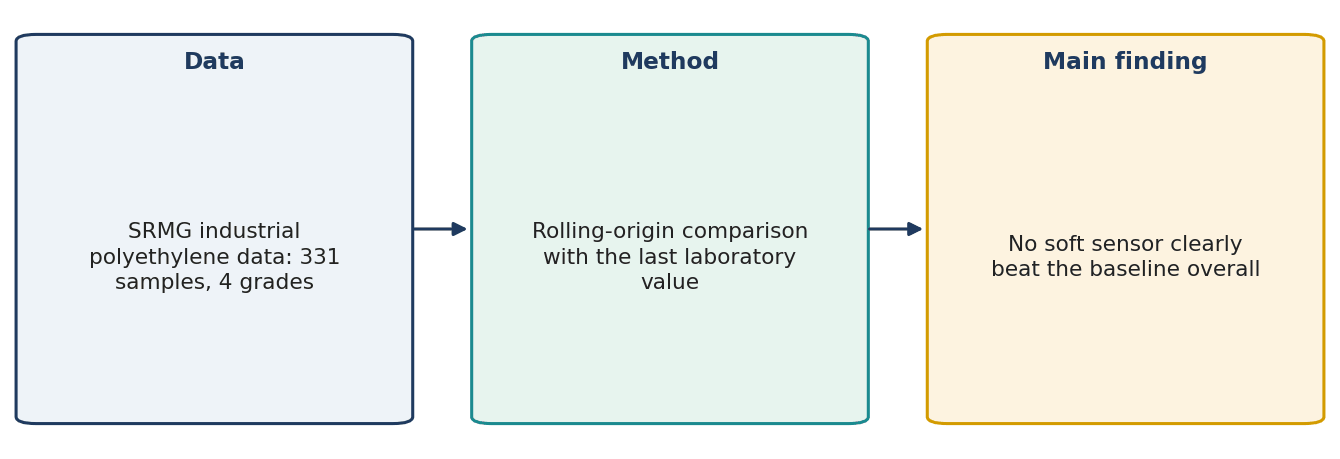 Data
SRMG industrial
polyethylene data: 331
samples, 4 grades
Method
Rolling-origin comparison
with the last laboratory
value
Main finding
No soft sensor clearly
beat the baseline overall